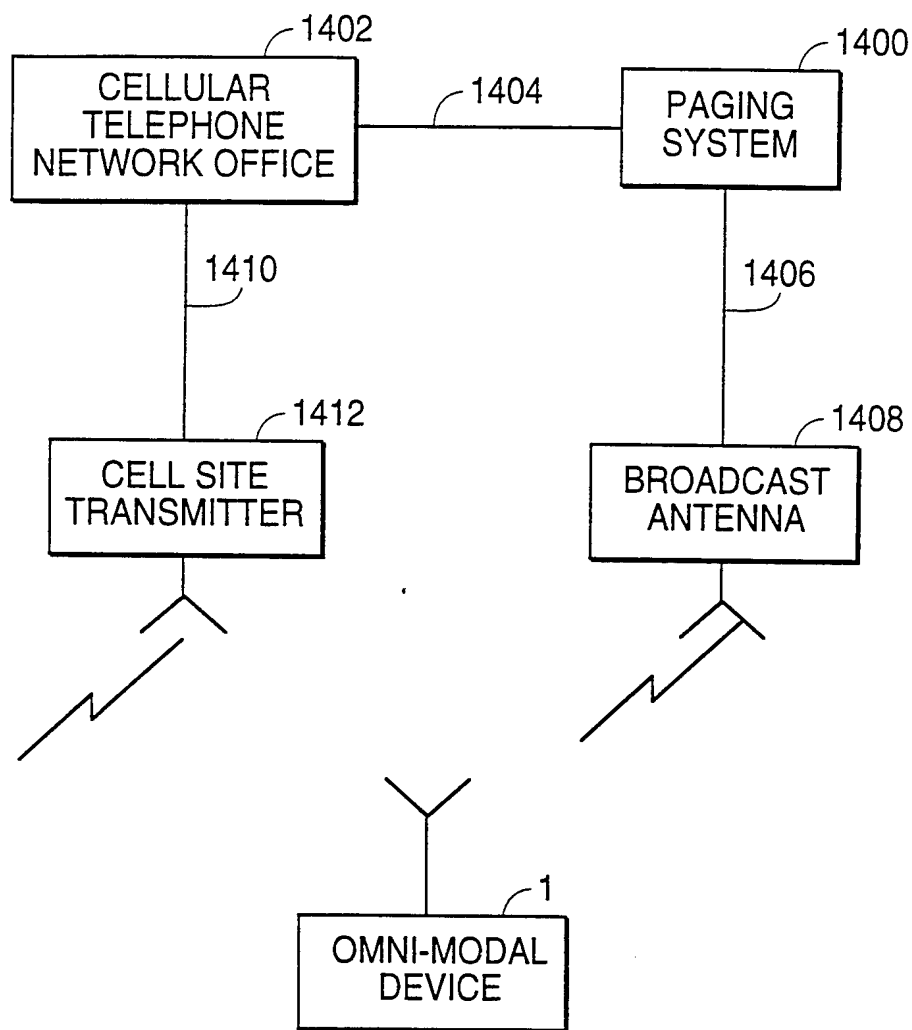 1402
CELLULAR
TELEPHONE
NETWORK OFFICE
1404
1400
PAGING
SYSTEM
1410
1406
1412
CELL SITE
TRANSMITTER
1408
BROADCAST
ANTENNA
1
OMNI-MODAL
DEVICE